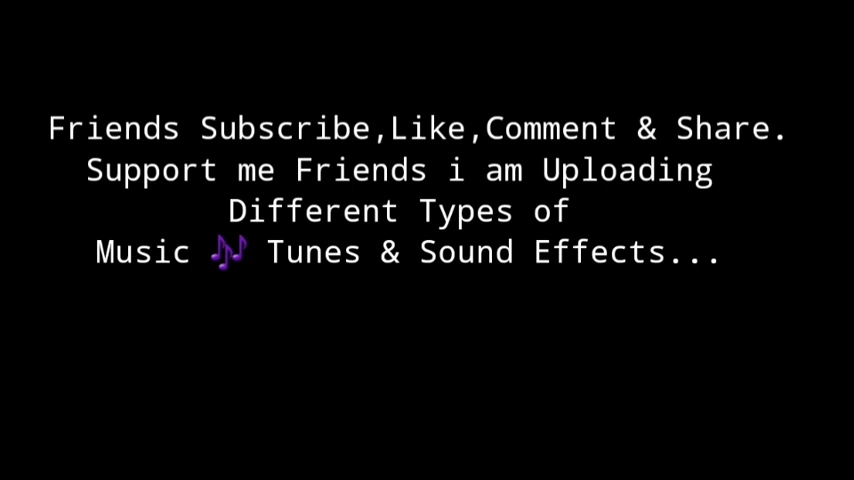 Friends Subscribe,Like,Comment & Share.
Support me Friends i am Uploading
Different Types of
Music 🎶 Tunes & Sound Effects...